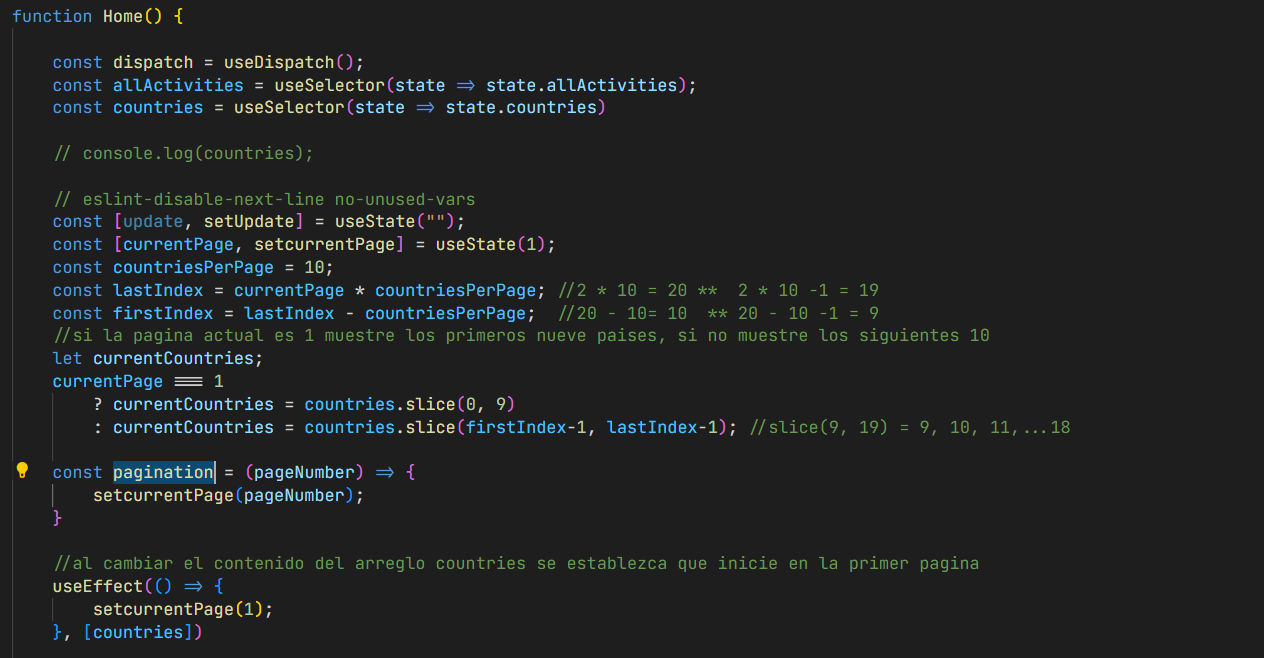 function Home() {
const dispatch = useDispatch();
const allActivities = useSelector(state => state.allActivities);
const countries = useSelector(state => state.countries)
// console.log(countries);
// eslint-disable-next-line no-unused-vars
const [update, setUpdate] = useState("");
const [currentPage, setcurrentPage] = useState(1);
const countriesPerPage = 10;
const lastIndex = currentPage * countriesPerPage; //2 * 10 = 20 **  2 * 10 -1 = 19
const firstIndex = lastIndex - countriesPerPage;  //20 - 10= 10  ** 20 - 10 -1 = 9
//si la pagina actual es 1 muestre los primeros nueve paises, si no muestre los siguientes 10
let currentCountries;
currentPage === 1
? currentCountries = countries.slice(0, 9)
: currentCountries = countries.slice(firstIndex-1, lastIndex-1); //slice(9, 19) = 9, 10, 11,...18
const pagination = (pageNumber) => {
setcurrentPage(pageNumber);
}
//al cambiar el contenido del arreglo countries se establezca que inicie en la primer pagina
useEffect(() => {
setcurrentPage(1);
}, [countries])